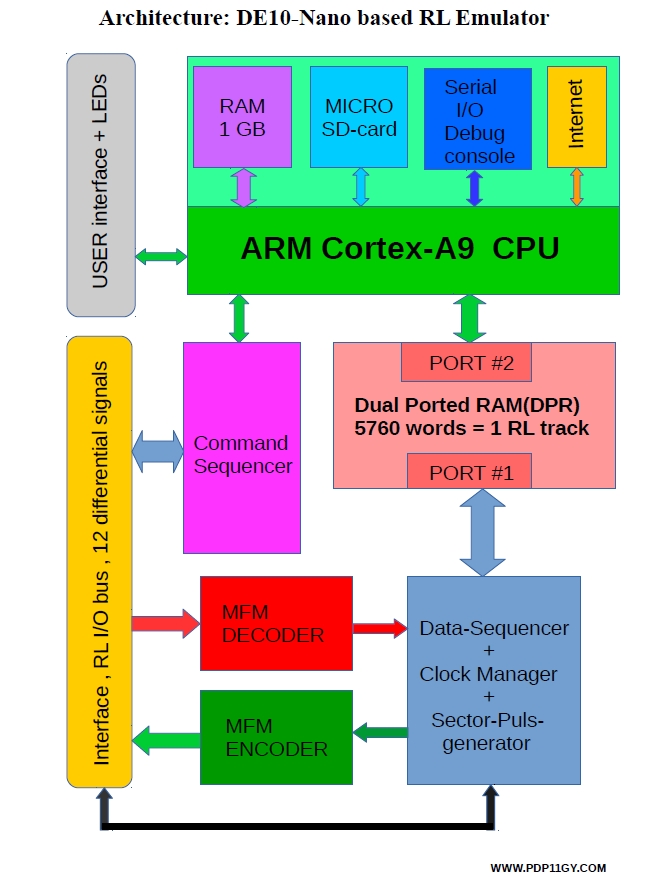 Architecture: DE10-Nano based RL Emulator
USER interface + LEDs
RAM
1 GB
MICRO
SD-card
Serial
I/O
Debug
console
Internet
ARM Cortex-A9 CPU
Interface , RL I/O bus , 12 differential signals
Command
Sequencer
PORT #2
Dual Ported RAM(DPR)
5760 words = 1 RL track
PORT #1
MFM
DECODER
MFM
ENCODER
Data-Sequencer
+
Clock Manager
+
Sector-Puls-
generator
WWW.PDP11GY.COM